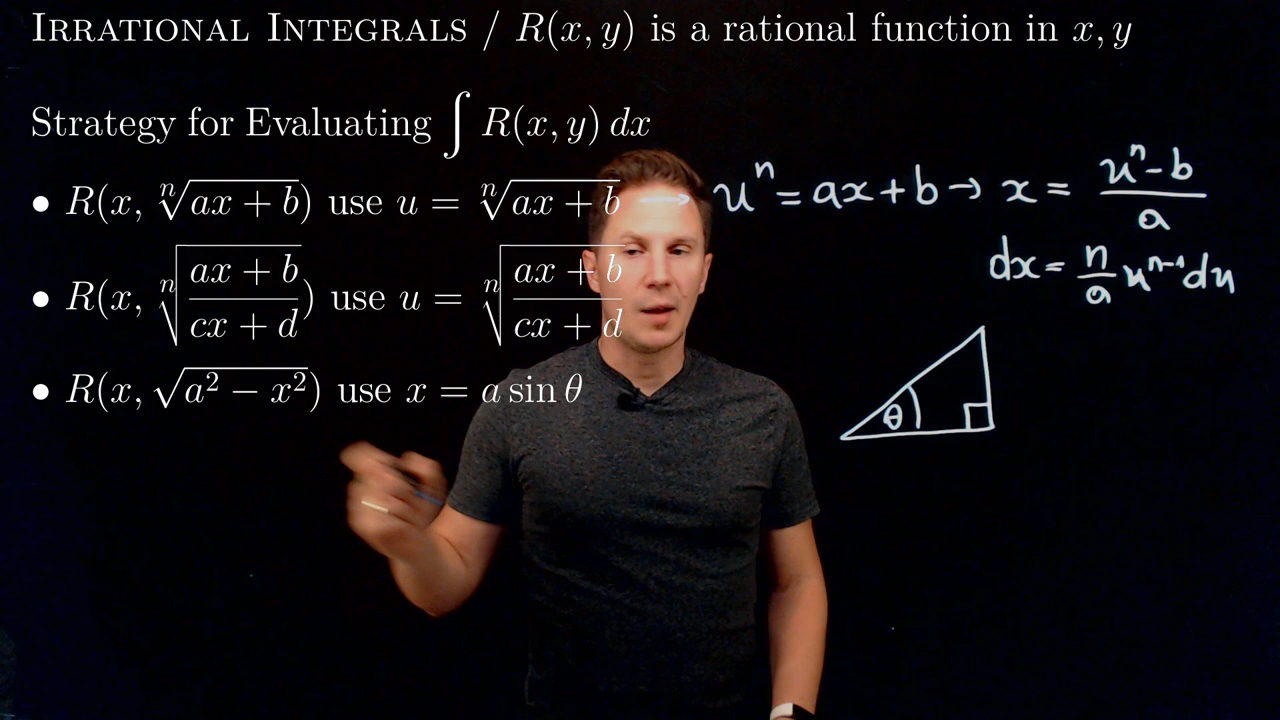 IRRATIONAL INTEGRALS / R(x, y) is a rational function in x, y
Strategy for Evaluating ∫ R(x, y) dx
• R(x, ⁿ√(ax + b)) use u = ⁿ√(ax + b) → uⁿ = ax + b → x = (uⁿ - b)/a
dx = n/a uⁿ⁻¹ du
• R(x, ⁿ√((ax + b)/(cx + d))) use u = ⁿ√((ax + b)/(cx + d))
• R(x, √(a² − x²)) use x = a sin θ
θ